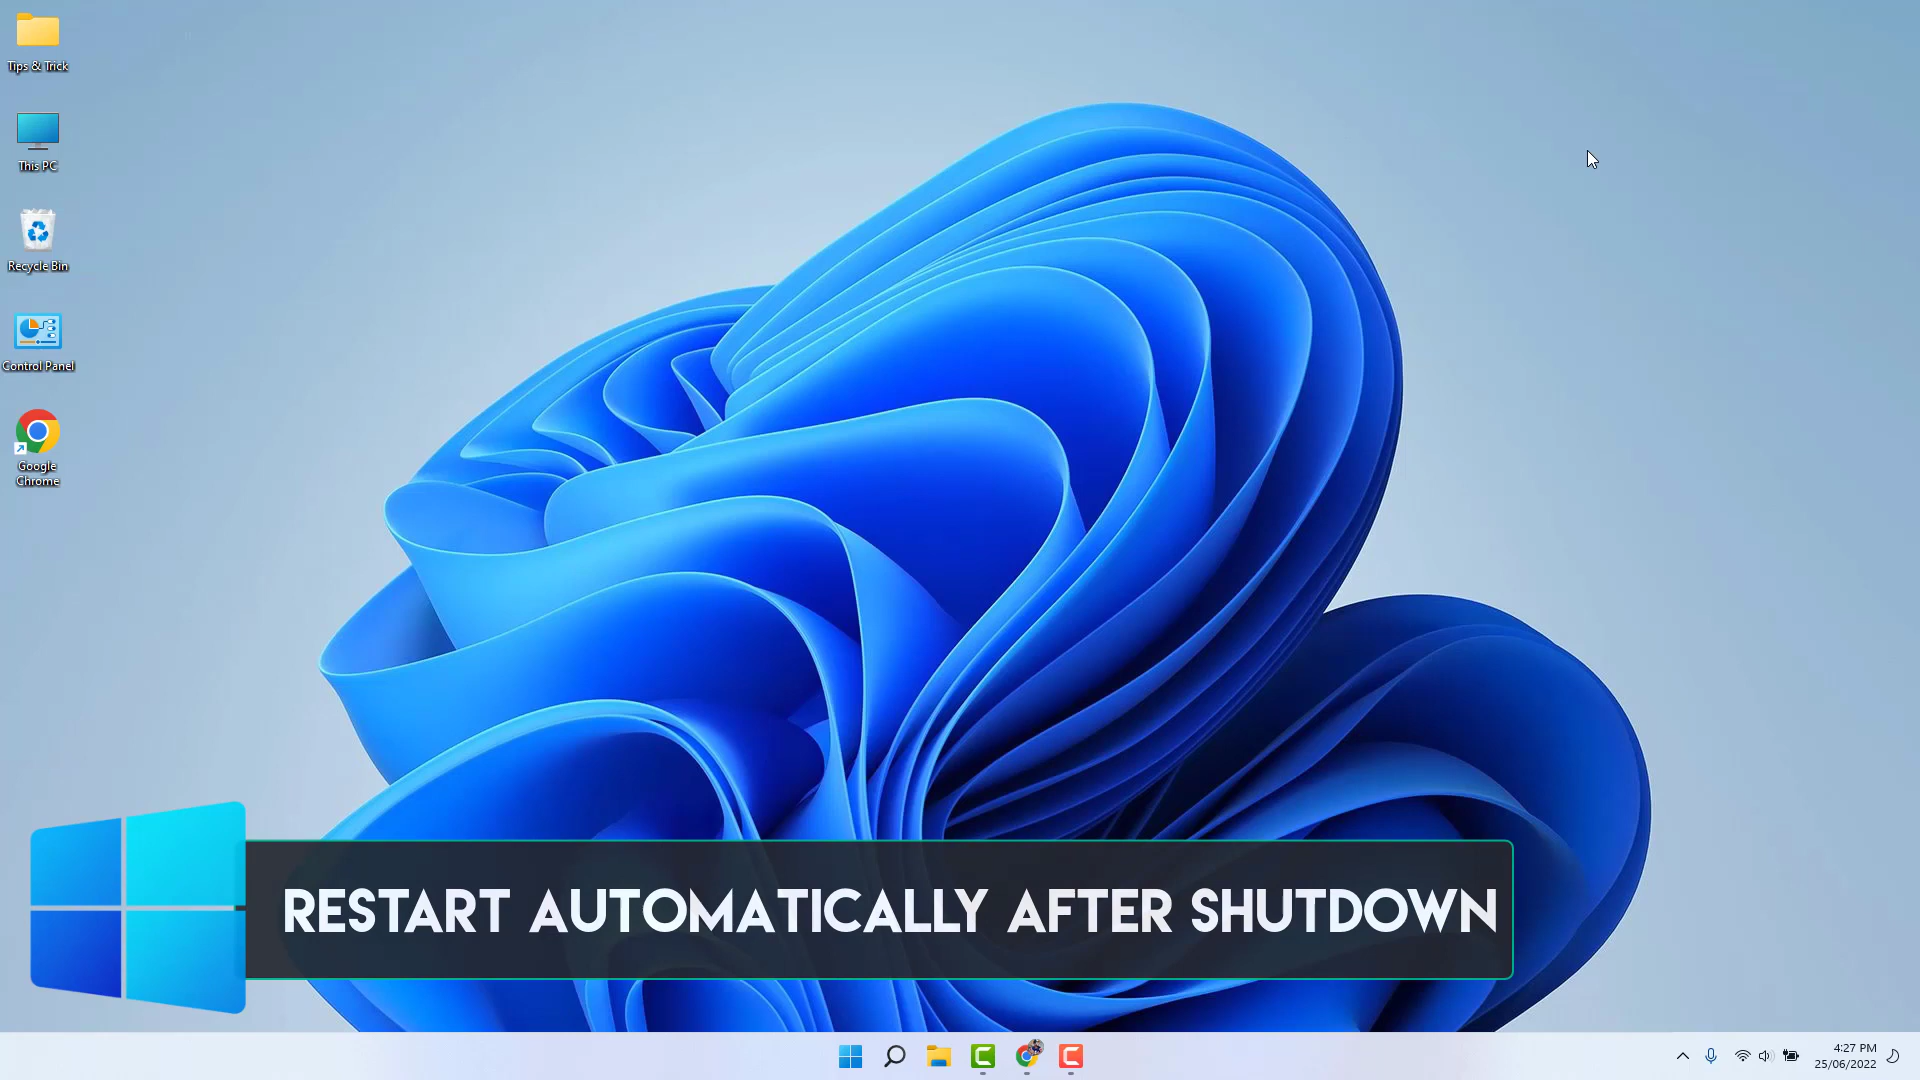 Tips & Trick
This PC
Recycle Bin
Control Panel
Google
Chrome
RESTART AUTOMATICALLY AFTER SHUTDOWN
4:27 PM
25/06/2022